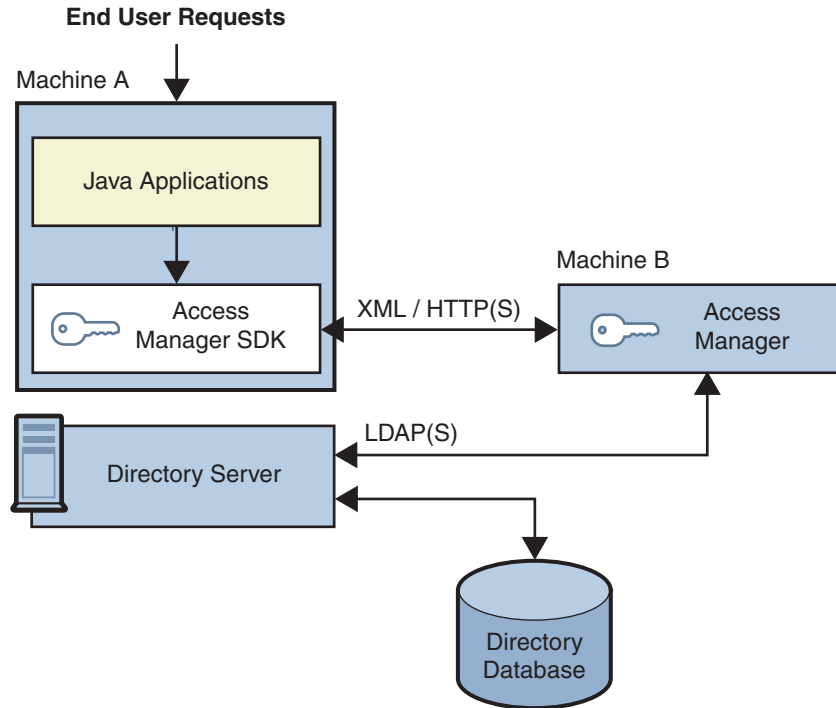 End User Requests
Machine A
Java Applications
Access
Manager SDK
XML / HTTP(S)
Machine B
Access
Manager
LDAP(S)
Directory Server
Directory
Database